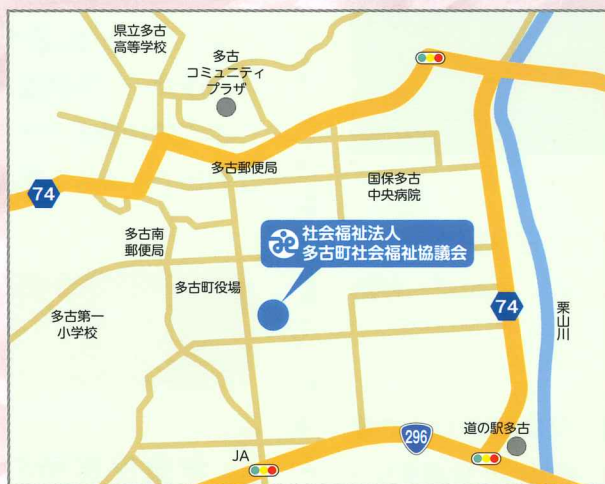 県立多古
高等学校
多古
コミュニティ
プラザ
74
多古郵便局
国保多古
中央病院
多古南
郵便局
社会福祉法人
多古町社会福祉協議会
多古町役場
多古第一
小学校
74
栗山川
296
道の駅多古
JA